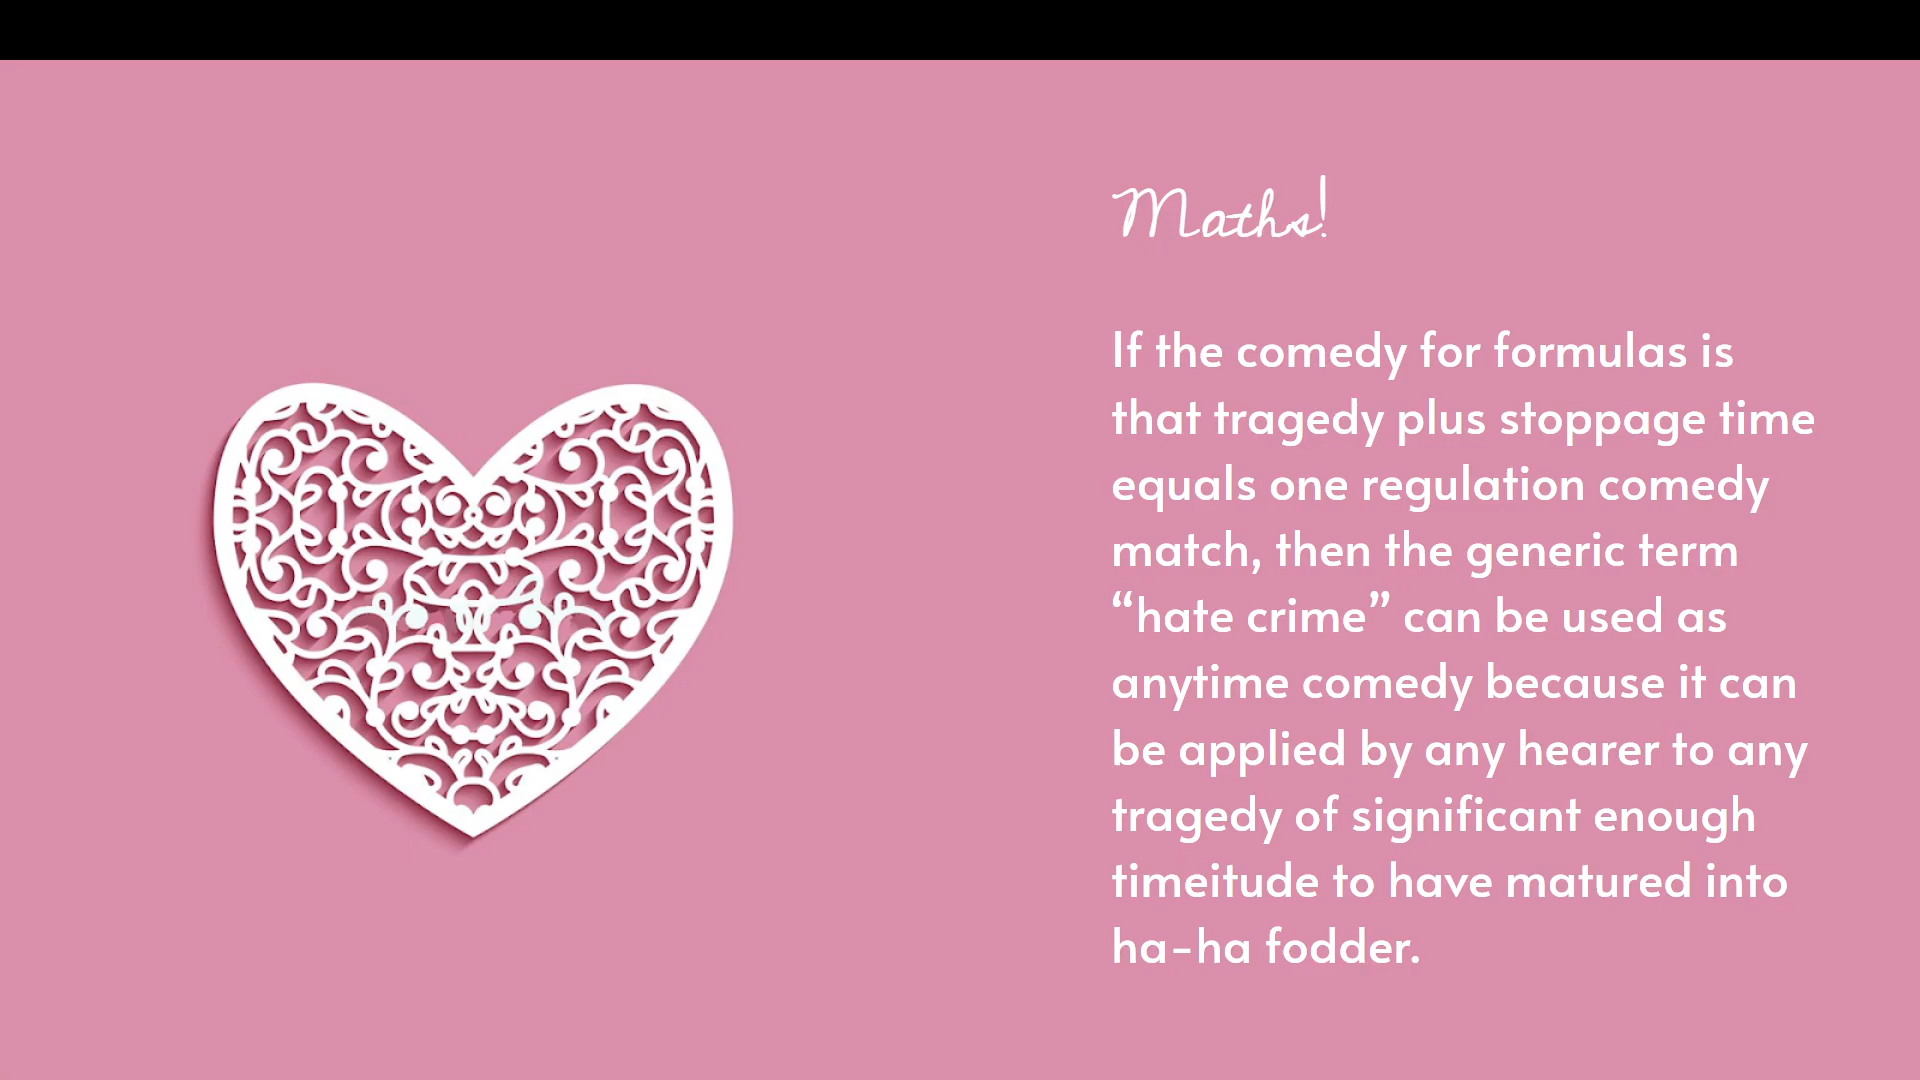 Maths!
If the comedy for formulas is
that tragedy plus stoppage time
equals one regulation comedy
match, then the generic term
“hate crime” can be used as
anytime comedy because it can
be applied by any hearer to any
tragedy of significant enough
timeitude to have matured into
ha-ha fodder.